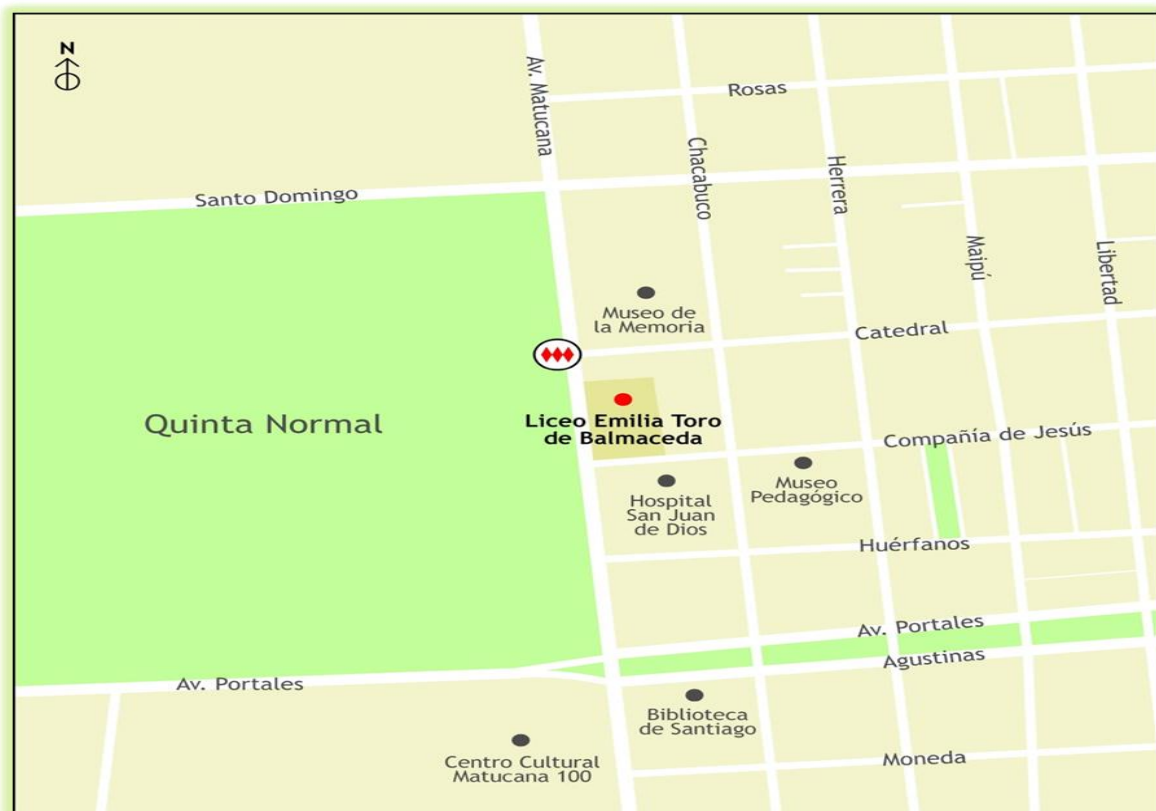 N
Av. Matucana
Rosas
Chacabuco
Herrera
Santo Domingo
Maipú
Libertad
Museo de
la Memoria
Catedral
Quinta Normal
Liceo Emilia Toro
de Balmaceda
Compañía de Jesús
Museo
Pedagógico
Hospital
San Juan
de Dios
Huérfanos
Av. Portales
Agustinas
Av. Portales
Biblioteca
de Santiago
Centro Cultural
Matucana 100
Moneda